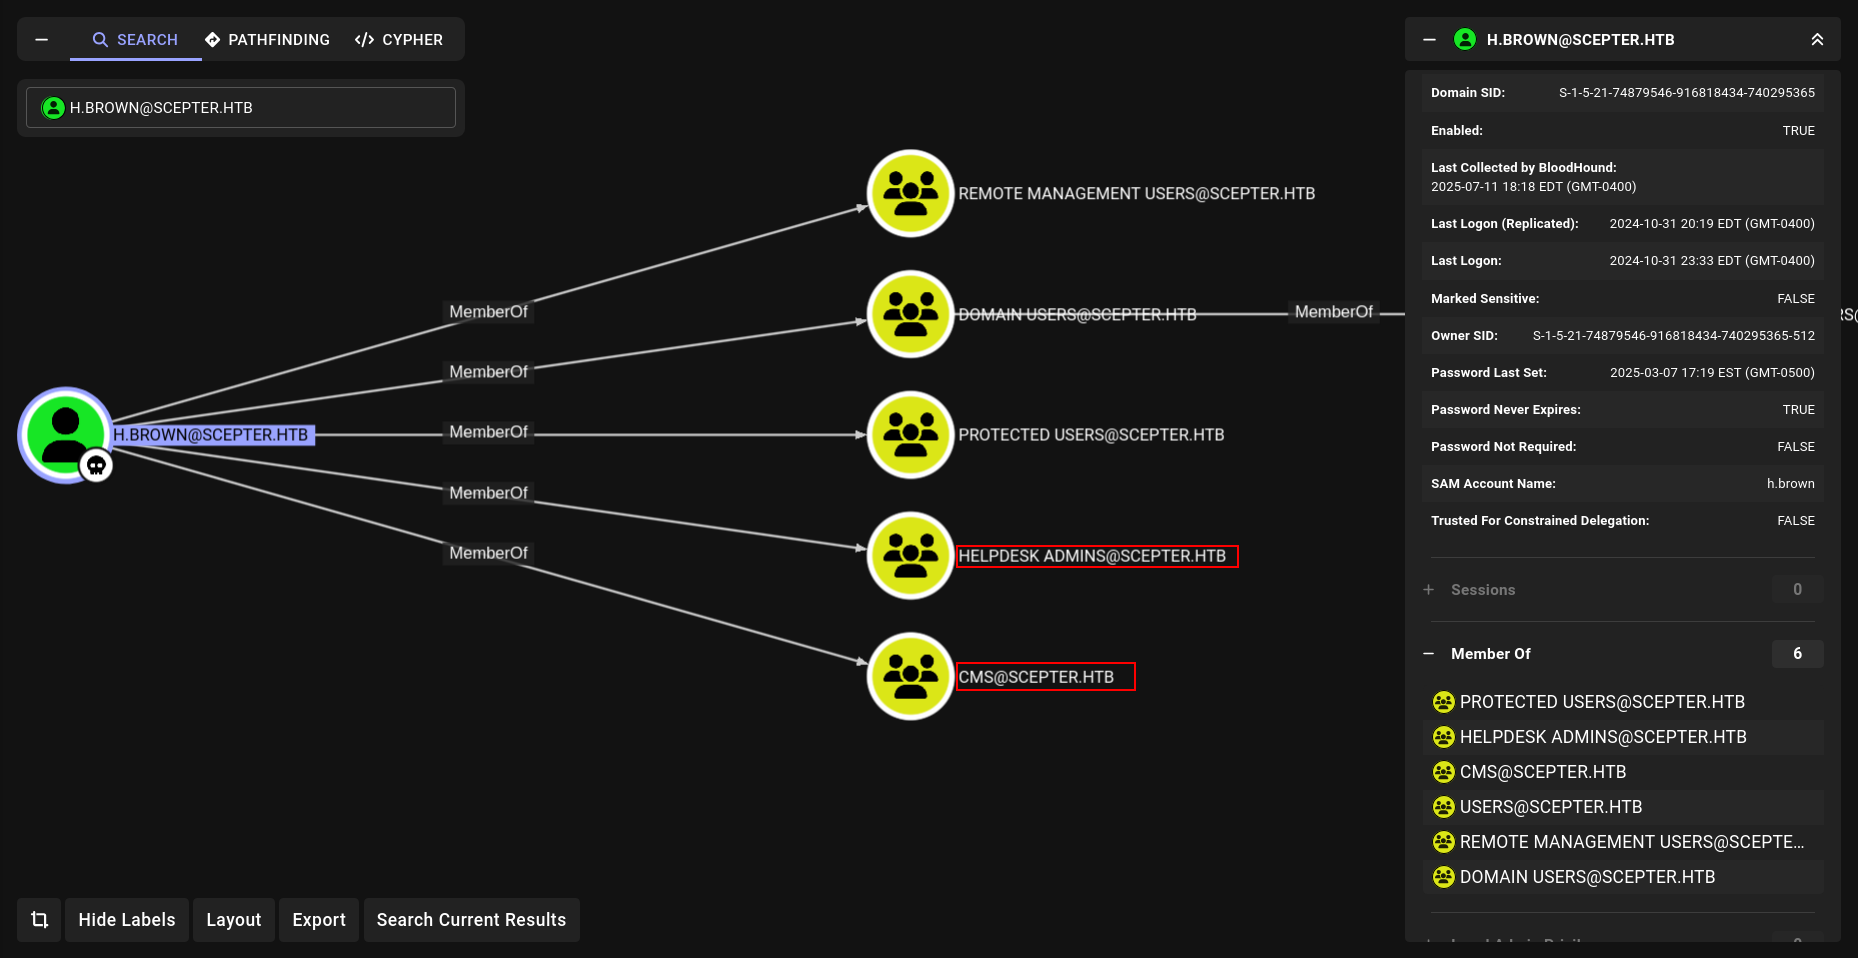 SEARCH
PATHFINDING
CYPHER
H.BROWN@SCEPTER.HTB
REMOTE MANAGEMENT USERS@SCEPTER.HTB
MemberOf
DOMAIN USERS@SCEPTER.HTB
MemberOf
MemberOf
H.BROWN@SCEPTER.HTB
MemberOf
PROTECTED USERS@SCEPTER.HTB
MemberOf
HELPDESK ADMINS@SCEPTER.HTB
MemberOf
CMS@SCEPTER.HTB
Hide Labels
Layout
Export
Search Current Results
H.BROWN@SCEPTER.HTB
Domain SID: S-1-5-21-74879546-916818434-740295365
Enabled: TRUE
Last Collected by BloodHound:
2025-07-11 18:18 EDT (GMT-0400)
Last Logon (Replicated): 2024-10-31 20:19 EDT (GMT-0400)
Last Logon: 2024-10-31 23:33 EDT (GMT-0400)
Marked Sensitive: FALSE
Owner SID: S-1-5-21-74879546-916818434-740295365-512
Password Last Set: 2025-03-07 17:19 EST (GMT-0500)
Password Never Expires: TRUE
Password Not Required: FALSE
SAM Account Name: h.brown
Trusted For Constrained Delegation: FALSE
Sessions 0
Member Of 6
PROTECTED USERS@SCEPTER.HTB
HELPDESK ADMINS@SCEPTER.HTB
CMS@SCEPTER.HTB
USERS@SCEPTER.HTB
REMOTE MANAGEMENT USERS@SCEPTE...
DOMAIN USERS@SCEPTER.HTB